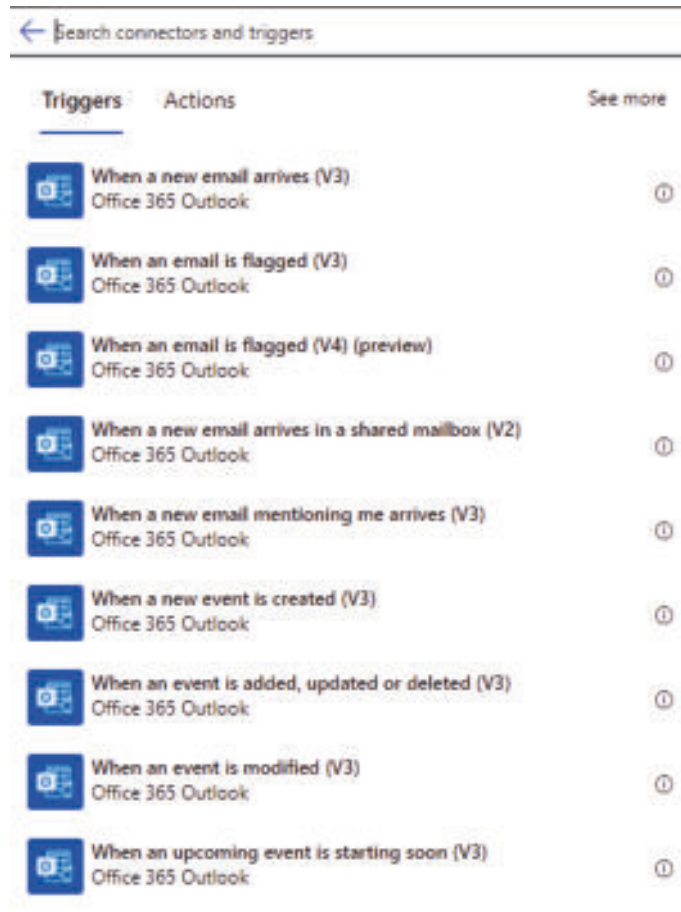 Search connectors and triggers
Triggers Actions See more
When a new email arrives (V3)
Office 365 Outlook
When an email is flagged (V3)
Office 365 Outlook
When an email is flagged (V4) (preview)
Office 365 Outlook
When a new email arrives in a shared mailbox (V2)
Office 365 Outlook
When a new email mentioning me arrives (V3)
Office 365 Outlook
When a new event is created (V3)
Office 365 Outlook
When an event is added, updated or deleted (V3)
Office 365 Outlook
When an event is modified (V3)
Office 365 Outlook
When an upcoming event is starting soon (V3)
Office 365 Outlook